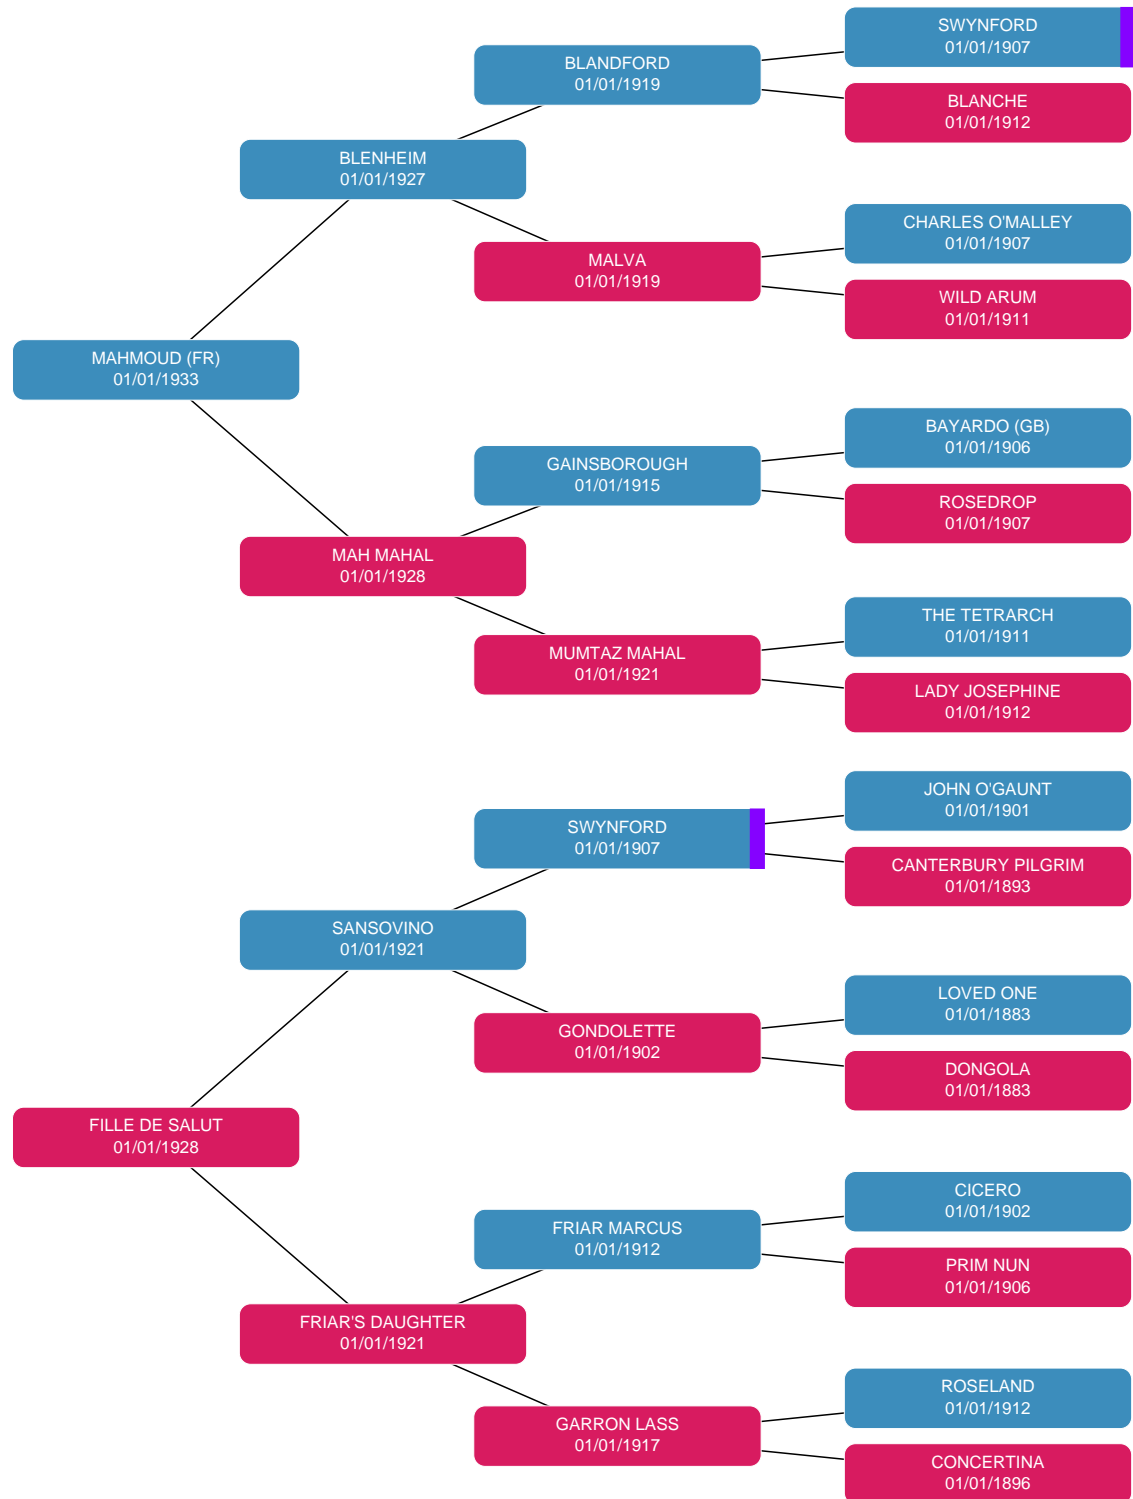 SWYNFORD
01/01/1907
BLANDFORD
01/01/1919
BLANCHE
01/01/1912
BLENHEIM
01/01/1927
CHARLES O'MALLEY
01/01/1907
MALVA
01/01/1919
WILD ARUM
01/01/1911
MAHMOUD (FR)
01/01/1933
BAYARDO (GB)
01/01/1906
GAINSBOROUGH
01/01/1915
ROSEDROP
01/01/1907
MAH MAHAL
01/01/1928
THE TETRARCH
01/01/1911
MUMTAZ MAHAL
01/01/1921
LADY JOSEPHINE
01/01/1912
JOHN O'GAUNT
01/01/1901
SWYNFORD
01/01/1907
CANTERBURY PILGRIM
01/01/1893
SANSOVINO
01/01/1921
LOVED ONE
01/01/1883
GONDOLETTE
01/01/1902
DONGOLA
01/01/1883
FILLE DE SALUT
01/01/1928
CICERO
01/01/1902
FRIAR MARCUS
01/01/1912
PRIM NUN
01/01/1906
FRIAR'S DAUGHTER
01/01/1921
ROSELAND
01/01/1912
GARRON LASS
01/01/1917
CONCERTINA
01/01/1896